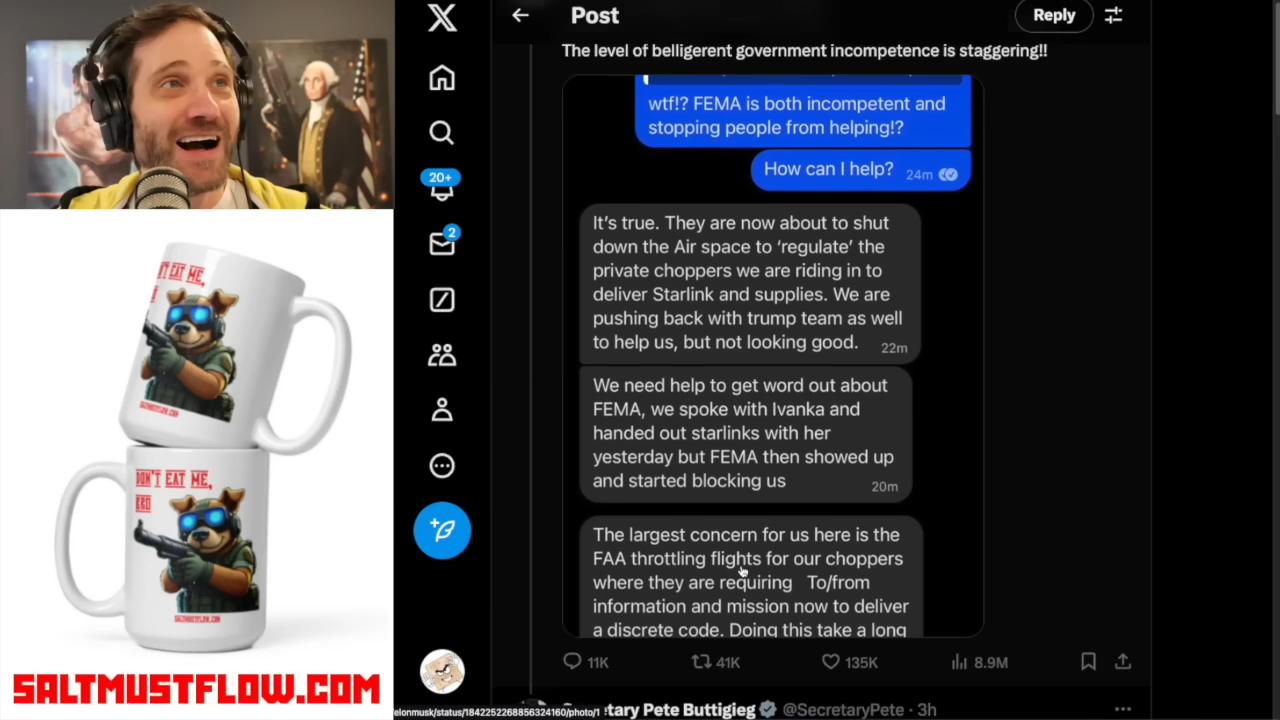 Post
Reply
The level of belligerent government incompetence is staggering!!
wtf!? FEMA is both incompetent and
stopping people from helping!?
How can I help? 24m
It's true. They are now about to shut
down the Air space to 'regulate' the
private choppers we are riding in to
deliver Starlink and supplies. We are
pushing back with trump team as well
to help us, but not looking good. 22m
We need help to get word out about
FEMA, we spoke with Ivanka and
handed out starlinks with her
yesterday but FEMA then showed up
and started blocking us 20m
The largest concern for us here is the
FAA throttling flights for our choppers
where they are requiring To/from
information and mission now to deliver
a discrete code. Doing this take a long
11K 41K 135K 8.9M
tary Pete Buttigieg @SecretaryPete · 3h
elonmusk/status/1842252268856324160/photo/1
20+
2
N'T EAT ME,
SALTMUSTFLOW.COM
DON'T EAT ME,
BRO
SALTMUSTFLOW.COM
SALTMUSTFLOW.COM